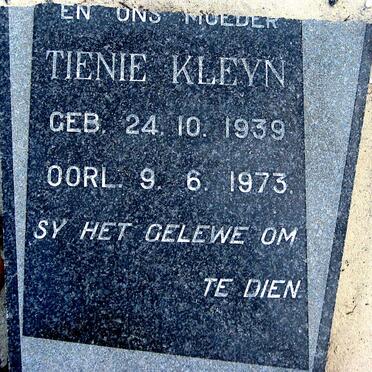 EN ONS MOEDER
TIENIE KLEYN
GEB. 24. 10. 1939
OORL. 9. 6. 1973.
SY HET GELEWE OM
TE DIEN